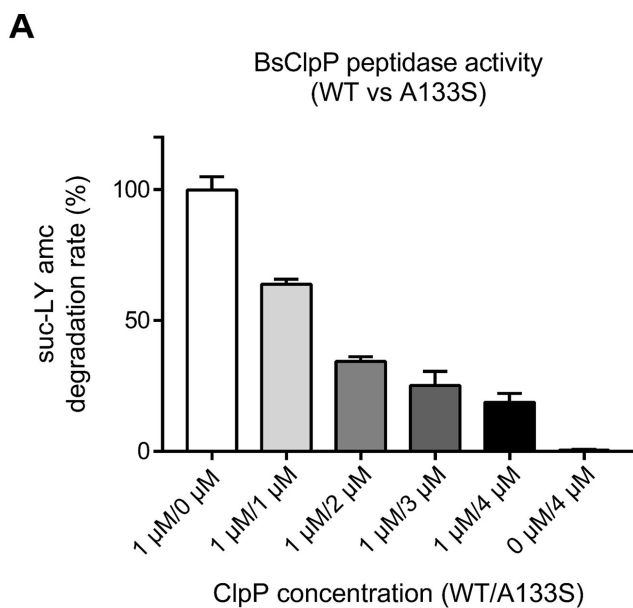 A
BsClpP peptidase activity
(WT vs A133S)
suc-LY amc
degradation rate (%)
100
50
0
1 µM/0 µM
1 µM/1 µM
1 µM/2 µM
1 µM/3 µM
1 µM/4 µM
0 µM/4 µM
ClpP concentration (WT/A133S)